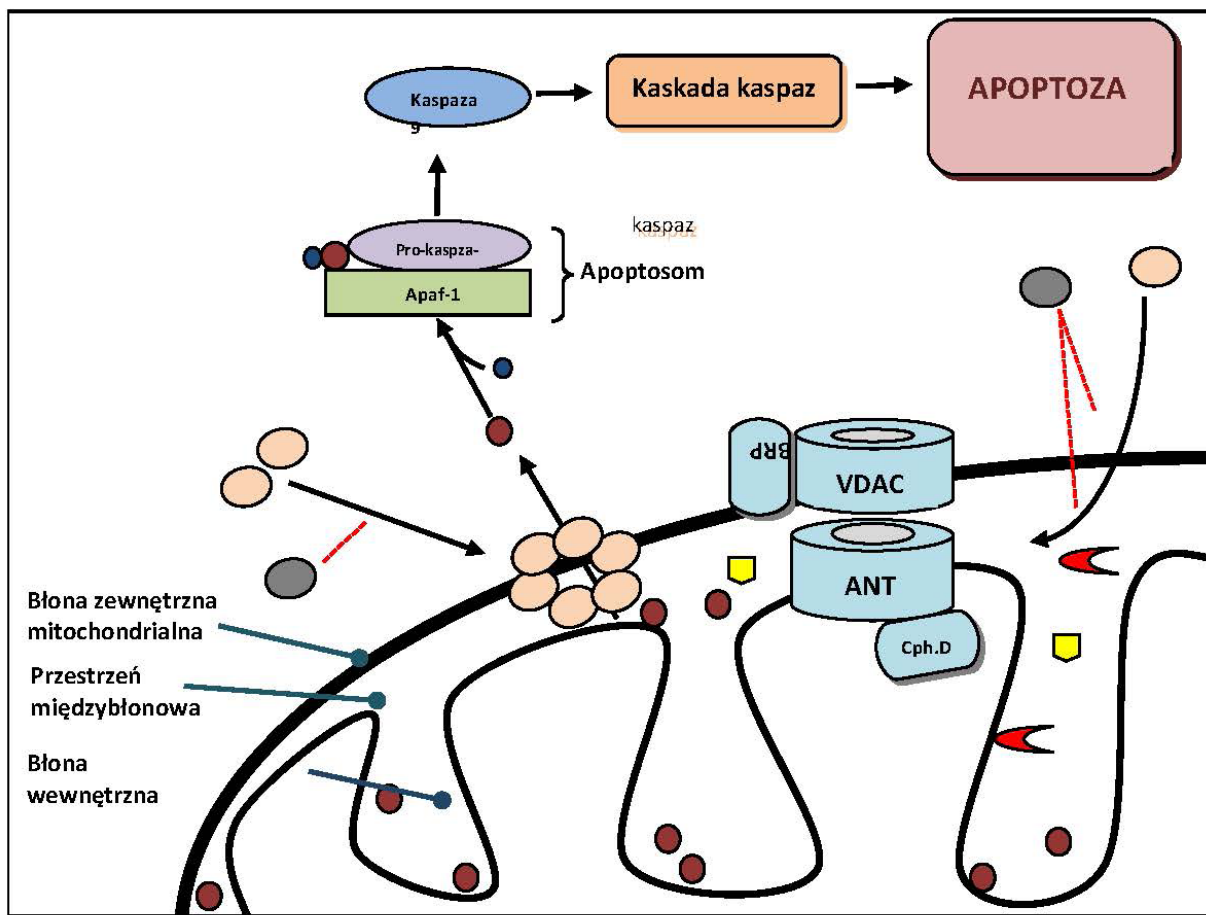 Kaspaza
9
Kaskada kaspaz
APOPTOZA
kaspaz
kaspaz
Pro-kaspza-
Apaf-1
Apoptosom
BRP
VDAC
ANT
Cph.D
Błona zewnętrzna
mitochondrialna
Przestrzeń
międzybłonowa
Błona
wewnętrzna